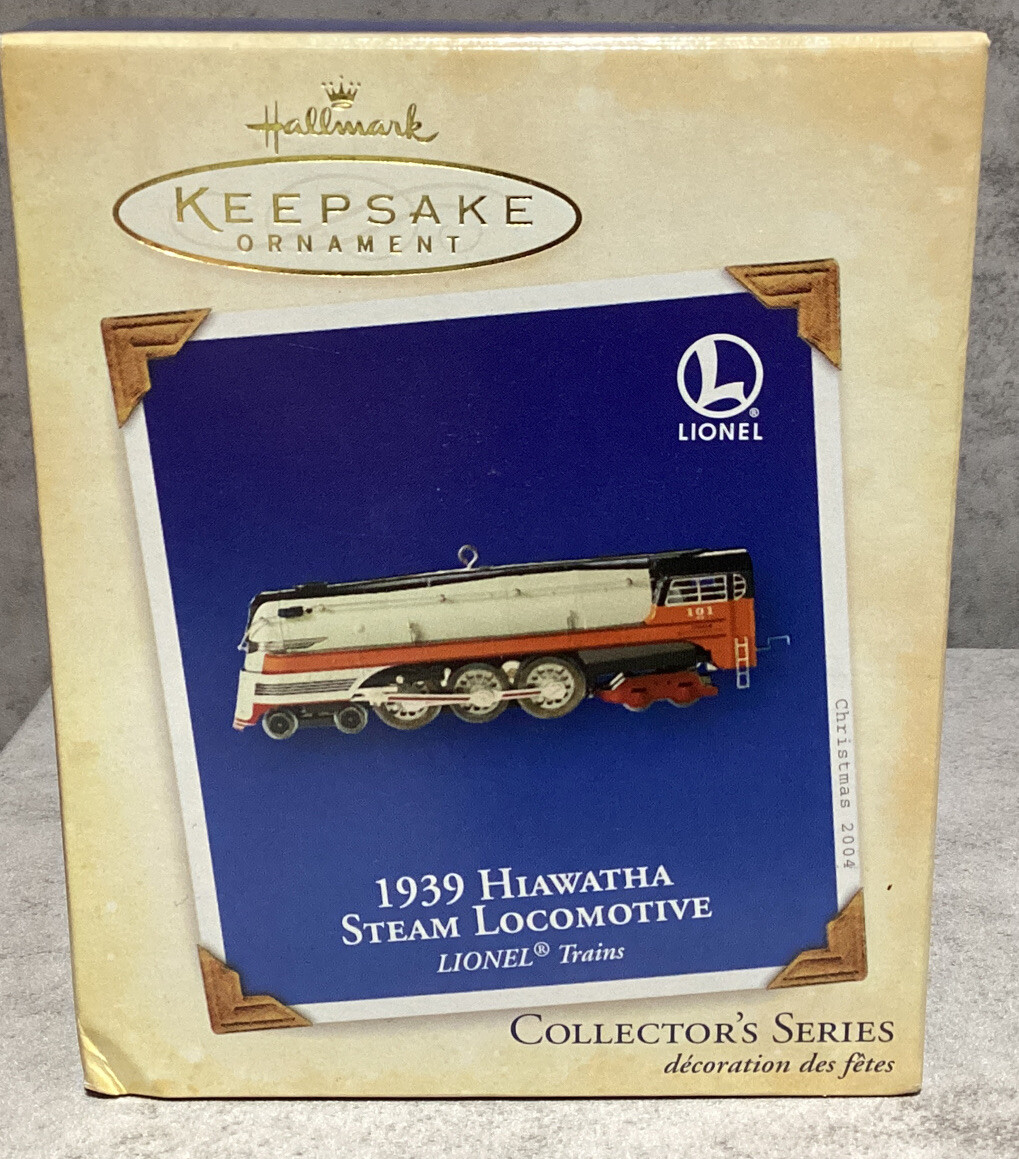 Hallmark
KEEPSAKE
ORNAMENT
L
®
LIONEL
101
Christmas 2004
1939 HIAWATHA
STEAM LOCOMOTIVE
LIONEL® Trains
COLLECTOR'S SERIES
décoration des fêtes